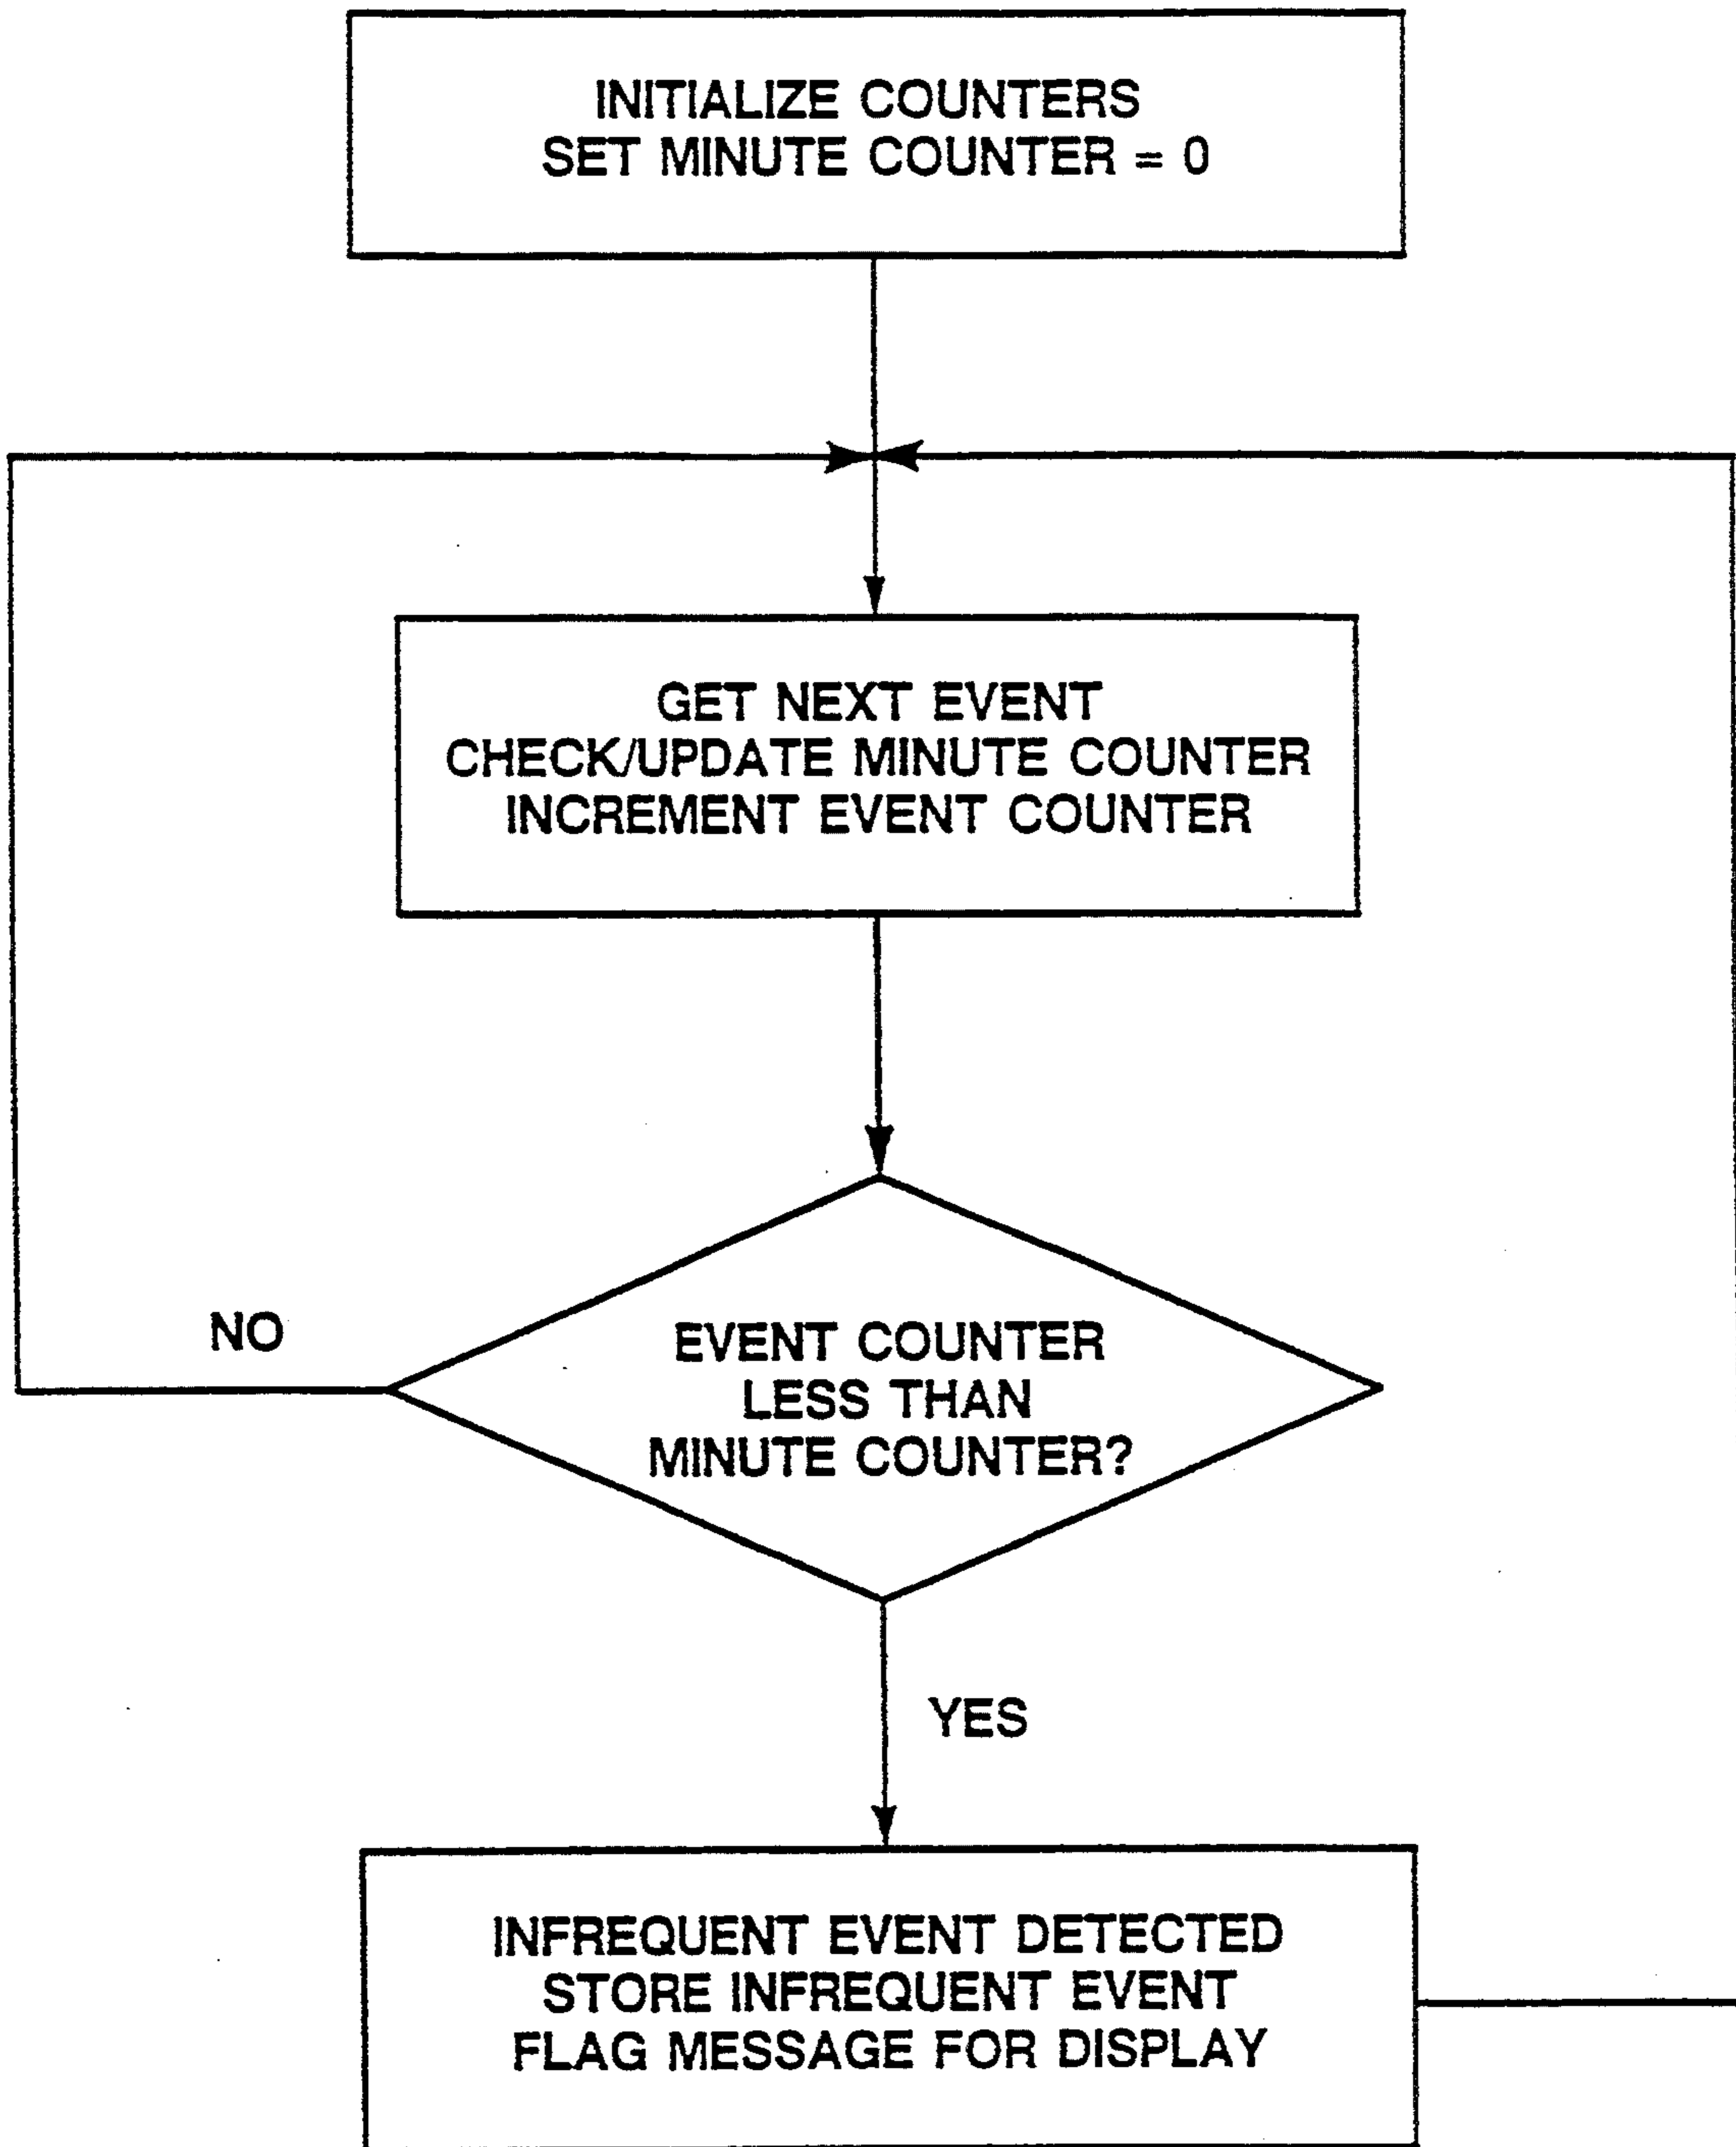 INITIALIZE COUNTERS
SET MINUTE COUNTER = 0
GET NEXT EVENT
CHECK/UPDATE MINUTE COUNTER
INCREMENT EVENT COUNTER
NO
EVENT COUNTER
LESS THAN
MINUTE COUNTER?
YES
INFREQUENT EVENT DETECTED
STORE INFREQUENT EVENT
FLAG MESSAGE FOR DISPLAY